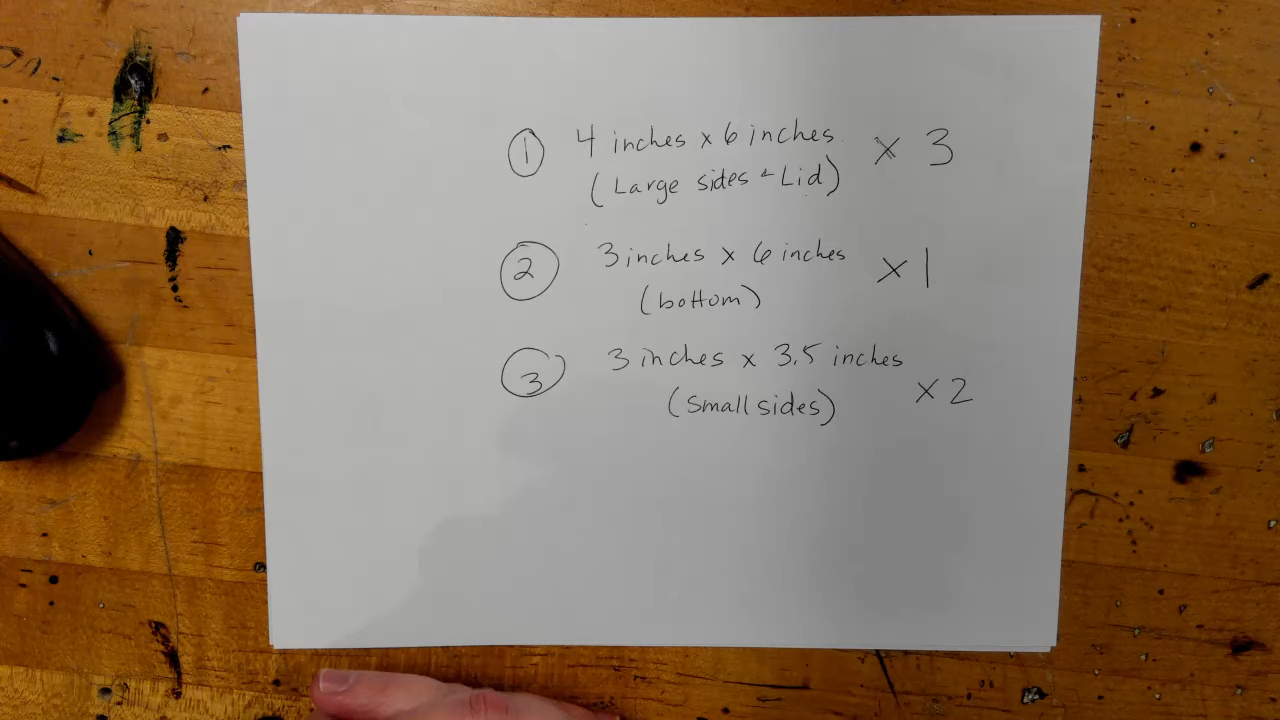 ① 4 inches x 6 inches x 3
(Large sides & Lid)
② 3 inches x 6 inches x 1
(bottom)
③ 3 inches x 3.5 inches x 2
(Small sides)